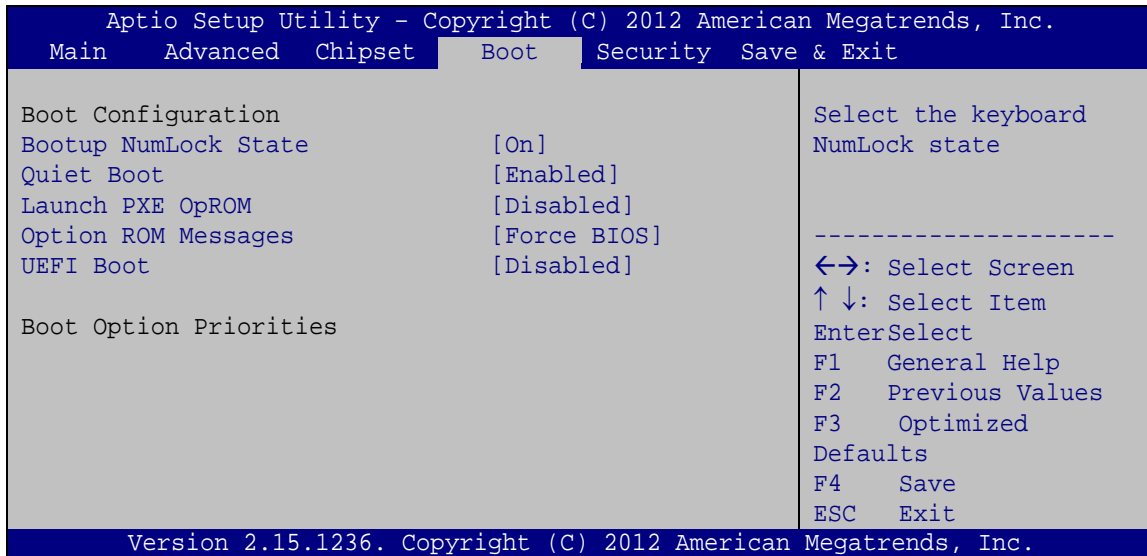 Aptio Setup Utility – Copyright (C) 2012 American Megatrends, Inc.
Main Advanced Chipset Boot Security Save & Exit
Boot Configuration
Bootup NumLock State [On]
Quiet Boot [Enabled]
Launch PXE OpROM [Disabled]
Option ROM Messages [Force BIOS]
UEFI Boot [Disabled]
Boot Option Priorities
Select the keyboard
NumLock state
---------------------
←→: Select Screen
↑ ↓: Select Item
EnterSelect
F1 General Help
F2 Previous Values
F3 Optimized
Defaults
F4 Save
ESC Exit
Version 2.15.1236. Copyright (C) 2012 American Megatrends, Inc.